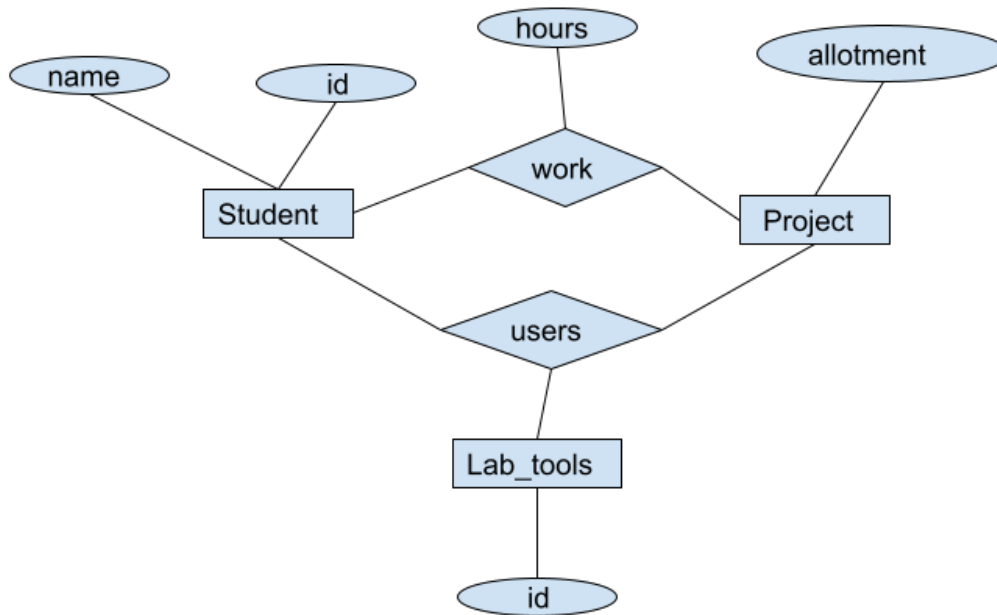 hours
allotment
name
id
work
Student
Project
users
Lab_tools
id